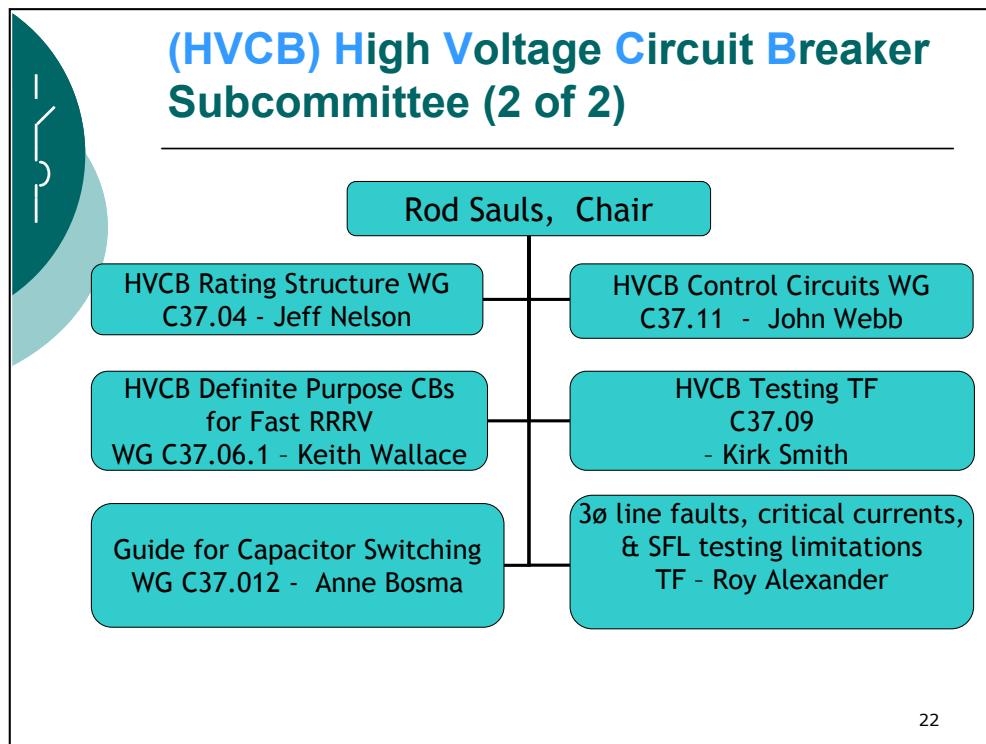 (HVCB) High Voltage Circuit Breaker
Subcommittee (2 of 2)
Rod Sauls,  Chair
HVCB Rating Structure WG
C37.04 - Jeff Nelson
HVCB Control Circuits WG
C37.11  -  John Webb
HVCB Definite Purpose CBs
for Fast RRRV
WG C37.06.1 – Keith Wallace
HVCB Testing TF
C37.09
– Kirk Smith
Guide for Capacitor Switching
WG C37.012 -  Anne Bosma
3ø line faults, critical currents,
& SFL testing limitations
TF – Roy Alexander
22